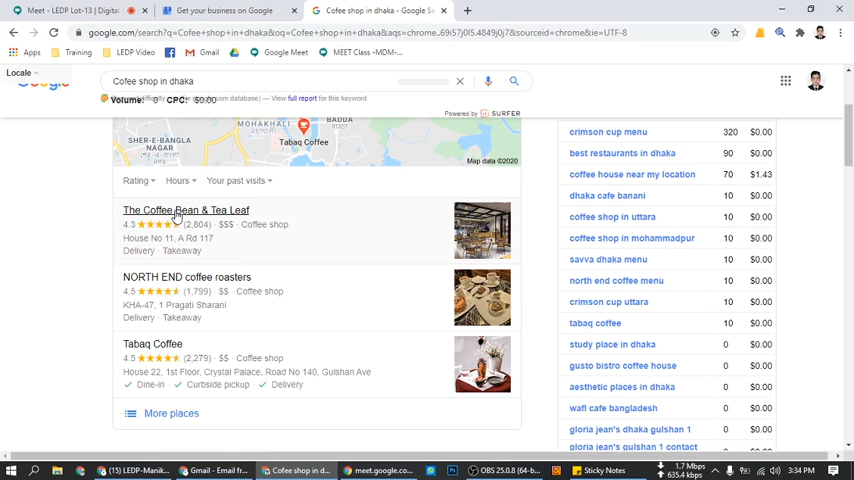 Meet - LEDP Lot-13 | Digital
Get your business on Google
Cofee shop in dhaka - Google Se
google.com/search?q=Cofee+shop+in+dhaka&oq=Cofee+shop+in+dhaka&aqs=chrome..69i57j0l5.4849j0j7&sourceid=chrome&ie=UTF-8
Apps
Training
LEDP Video
Gmail
Google Meet
MEET Class -MDM-...
Locale
Cofee shop in dhaka
database) — View full report for this keyword
Volume: 0 CPC: $0.00
Powered by SURFER
MOHAKHALI
BADDA
SHER-E-BANGLA
NAGAR
Tabaq Coffee
Map data ©2020
Rating
Hours
Your past visits
The Coffee Bean & Tea Leaf
4.3 (2,804) · $$$ · Coffee shop
House No 11, A Rd 117
Delivery · Takeaway
NORTH END coffee roasters
4.5 (1,799) · $$ · Coffee shop
KHA-47, 1 Pragati Sharani
Delivery · Takeaway
Tabaq Coffee
4.5 (2,279) · $$ · Coffee shop
House 22, 1st Floor, Crystal Palace, Road No 140, Gulshan Ave
✓ Dine-in · ✓ Curbside pickup · ✓ Delivery
More places
crimson cup menu 320 $0.00
best restaurants in dhaka 90 $0.00
coffee house near my location 70 $1.43
dhaka cafe banani 10 $0.00
coffee shop in uttara 10 $0.00
coffee shop in mohammadpur 10 $0.00
savva dhaka menu 10 $0.00
north end coffee menu 10 $0.00
crimson cup uttara 10 $0.00
tabaq coffee 10 $0.00
study place in dhaka 0 $0.00
gusto bistro coffee house 0 $0.00
aesthetic places in dhaka 0 $0.00
wafl cafe bangladesh 0 $0.00
gloria jean's dhaka gulshan 1 0 $0.00
gloria jean's gulshan 1 contact 0 $0.00
(15) LEDP-Manik...
Gmail - Email fr...
Cofee shop in d...
meet.google.co...
OBS 25.0.8 (64-b...
Sticky Notes
1.7 Mbps
635.4 kbps
3:34 PM